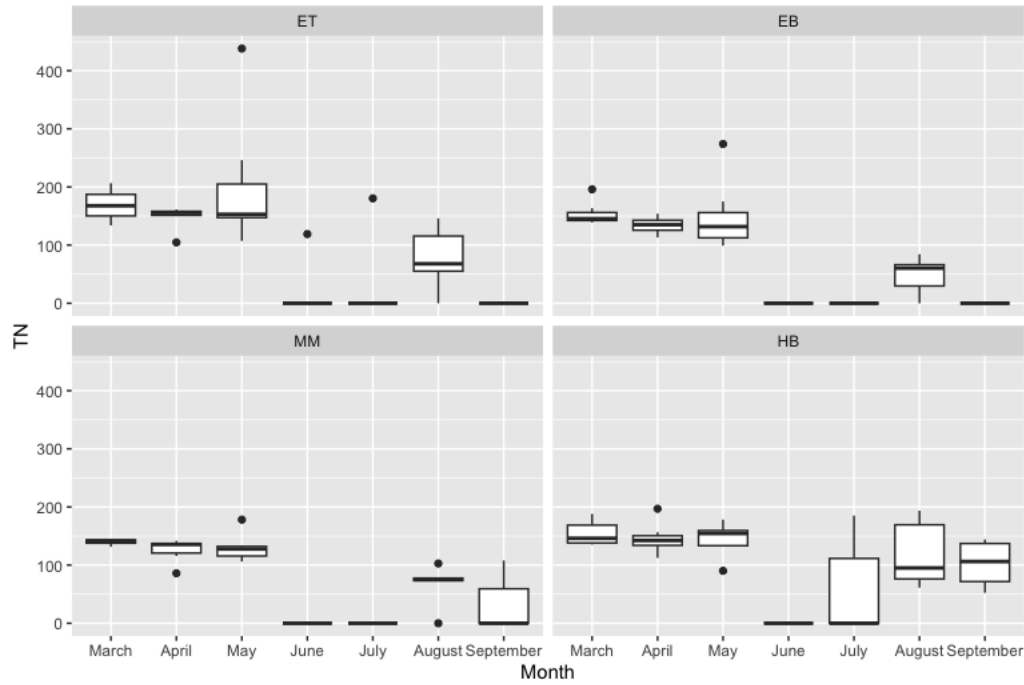 ET EB
400
300
200
100
0
TN
MM HB
400
300
200
100
0
March April May June July August September March April May June July August September
Month